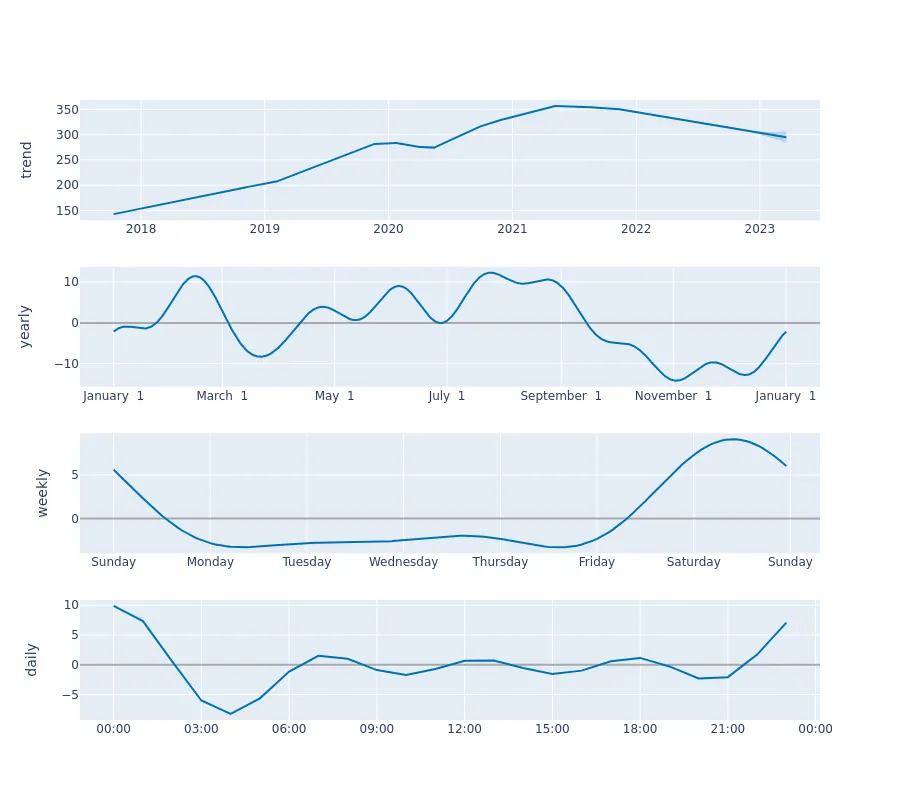 trend
350
300
250
200
150
2018 2019 2020 2021 2022 2023
yearly
10
0
−10
January 1 March 1 May 1 July 1 September 1 November 1 January 1
weekly
5
0
Sunday Monday Tuesday Wednesday Thursday Friday Saturday Sunday
daily
10
5
0
−5
00:00 03:00 06:00 09:00 12:00 15:00 18:00 21:00 00:00